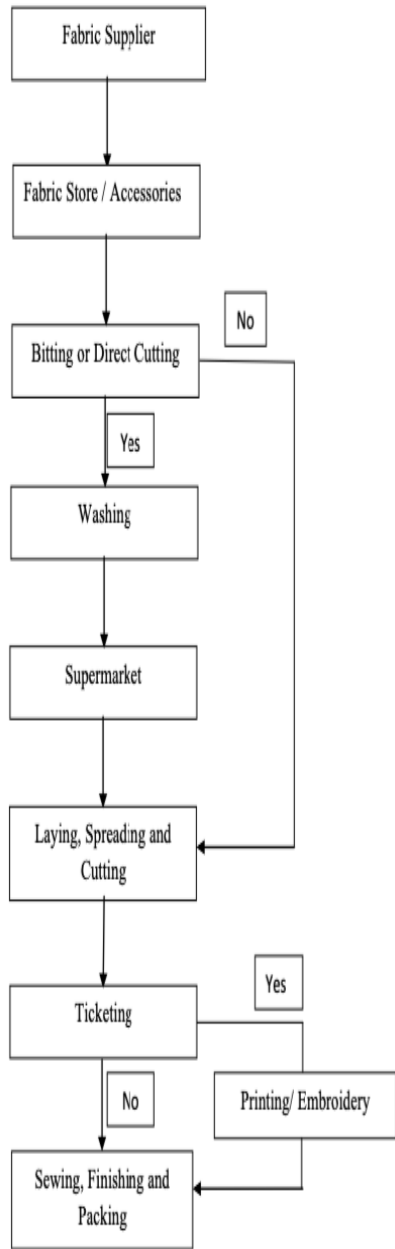 Fabric Supplier
Fabric Store / Accessories
No
Bitting or Direct Cutting
Yes
Washing
Supermarket
Laying, Spreading and
Cutting
Yes
Ticketing
No
Printing/ Embroidery
Sewing, Finishing and
Packing